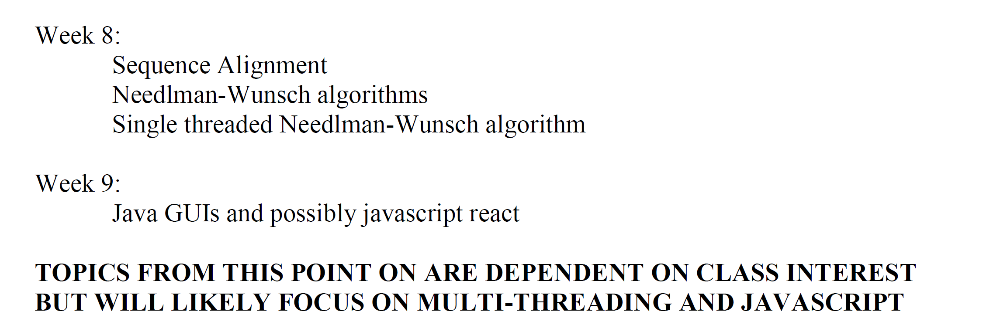 Week 8:
Sequence Alignment
Needlman-Wunsch algorithms
Single threaded Needlman-Wunsch algorithm
Week 9:
Java GUIs and possibly javascript react
TOPICS FROM THIS POINT ON ARE DEPENDENT ON CLASS INTEREST
BUT WILL LIKELY FOCUS ON MULTI-THREADING AND JAVASCRIPT